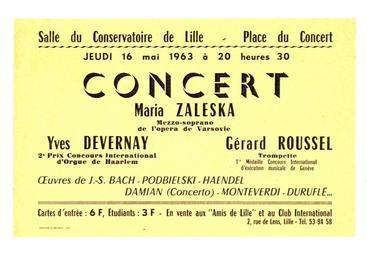 Salle du Conservatoire de Lille - Place du Concert
JEUDI 16 mai 1963 à 20 heures 30
CONCERT
Maria ZALESKA
Mezzo-soprano
de l'opéra de Varsovie
Yves DEVERNAY
2e Prix Concours International
d'Orgue de Haarlem
Gérard ROUSSEL
Trompette
1re Médaille Concours International
d'éxécution musicale de Genève
Œuvres de J.-S. BACH - PODBIELSKI - HAENDEL
DAMIAN (Concerto) - MONTEVERDI - DURUFLÉ...
Cartes d'entrée : 6 F, Étudiants : 3 F - En vente aux "Amis de Lille" et au Club International
2, rue de Lens, Lille - Tél. 53-94 58